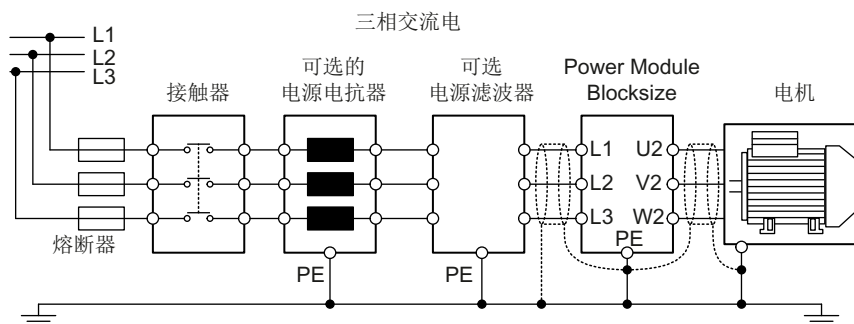 三相交流电
L1
L2
L3
接触器
可选的
电源电抗器
可选
电源滤波器
Power Module
Blocksize
电机
L1 U2
L2 V2
L3 W2
PE
熔断器
PE
PE